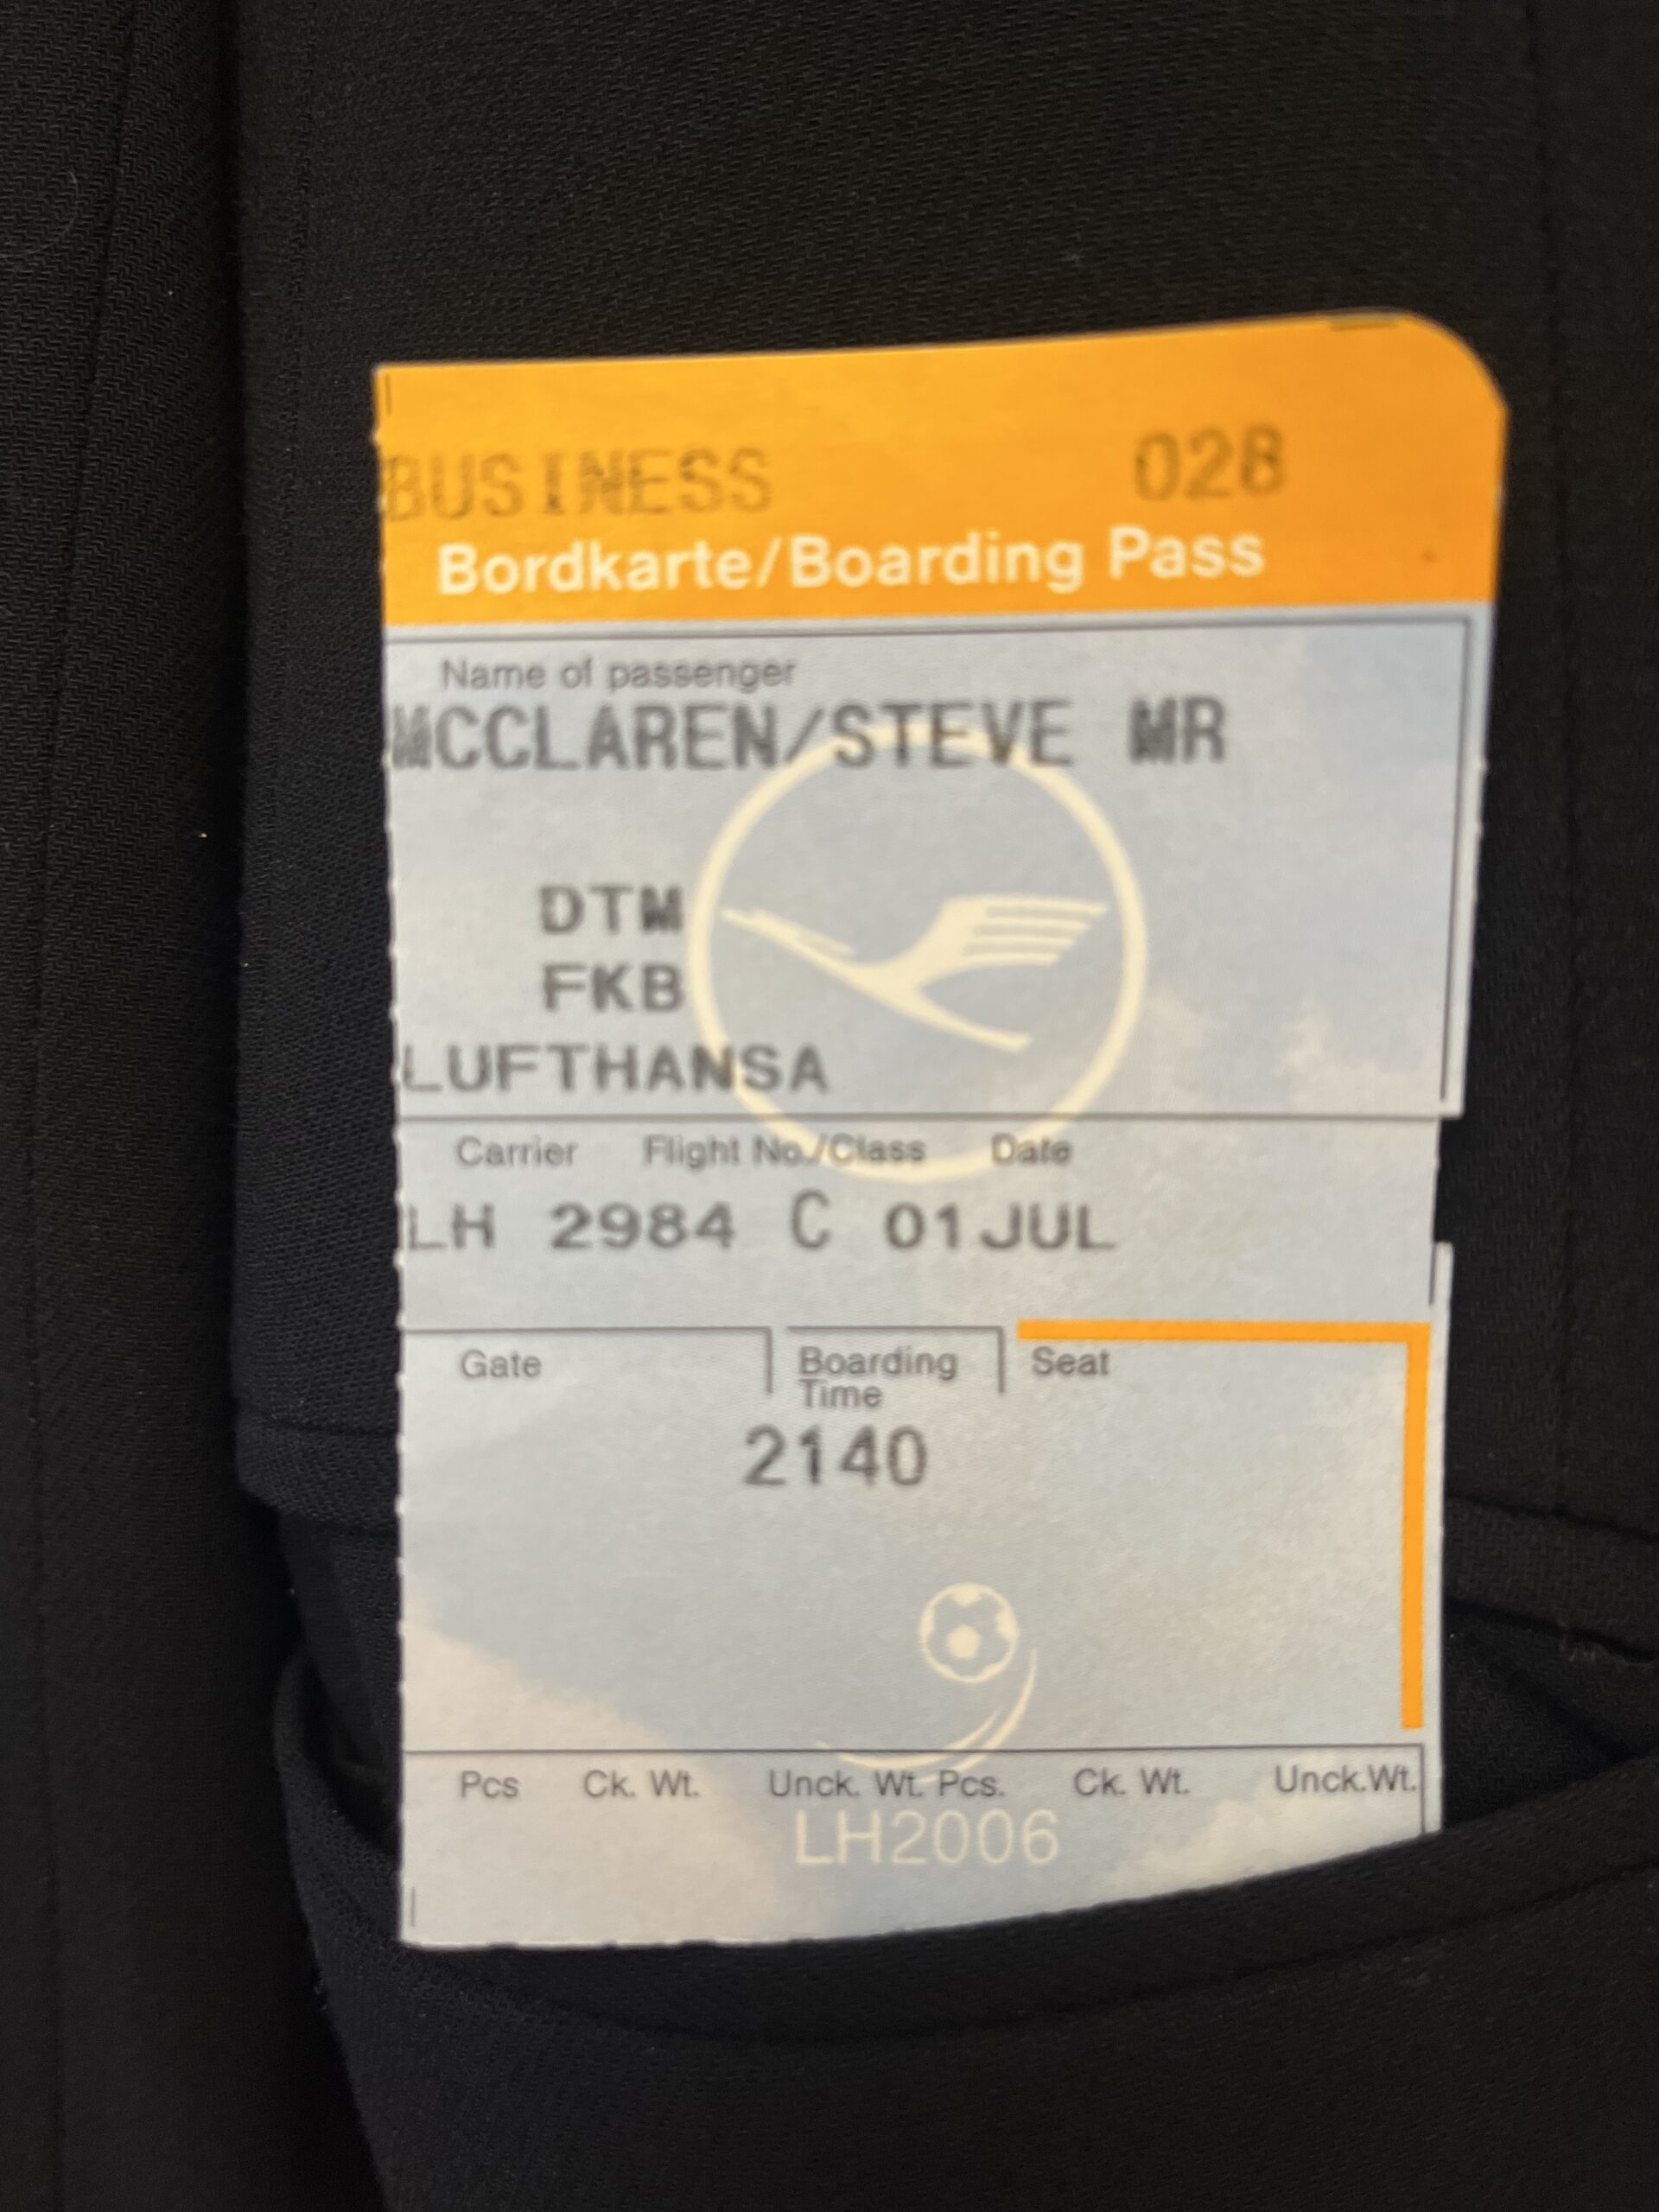 BUSINESS 028
Bordkarte/Boarding Pass
Name of passenger
MCCLAREN/STEVE MR
DTM
FKB
LUFTHANSA
Carrier Flight No./Class Date
LH 2984 C 01JUL
Gate Boarding Time Seat
2140
Pcs Ck. Wt. Unck. Wt. Pcs. Ck. Wt. Unck.Wt.
LH2006